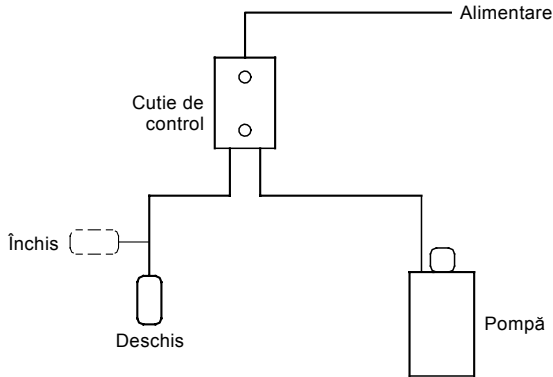 Alimentare
Cutie de
control
Închis
Deschis
Pompă